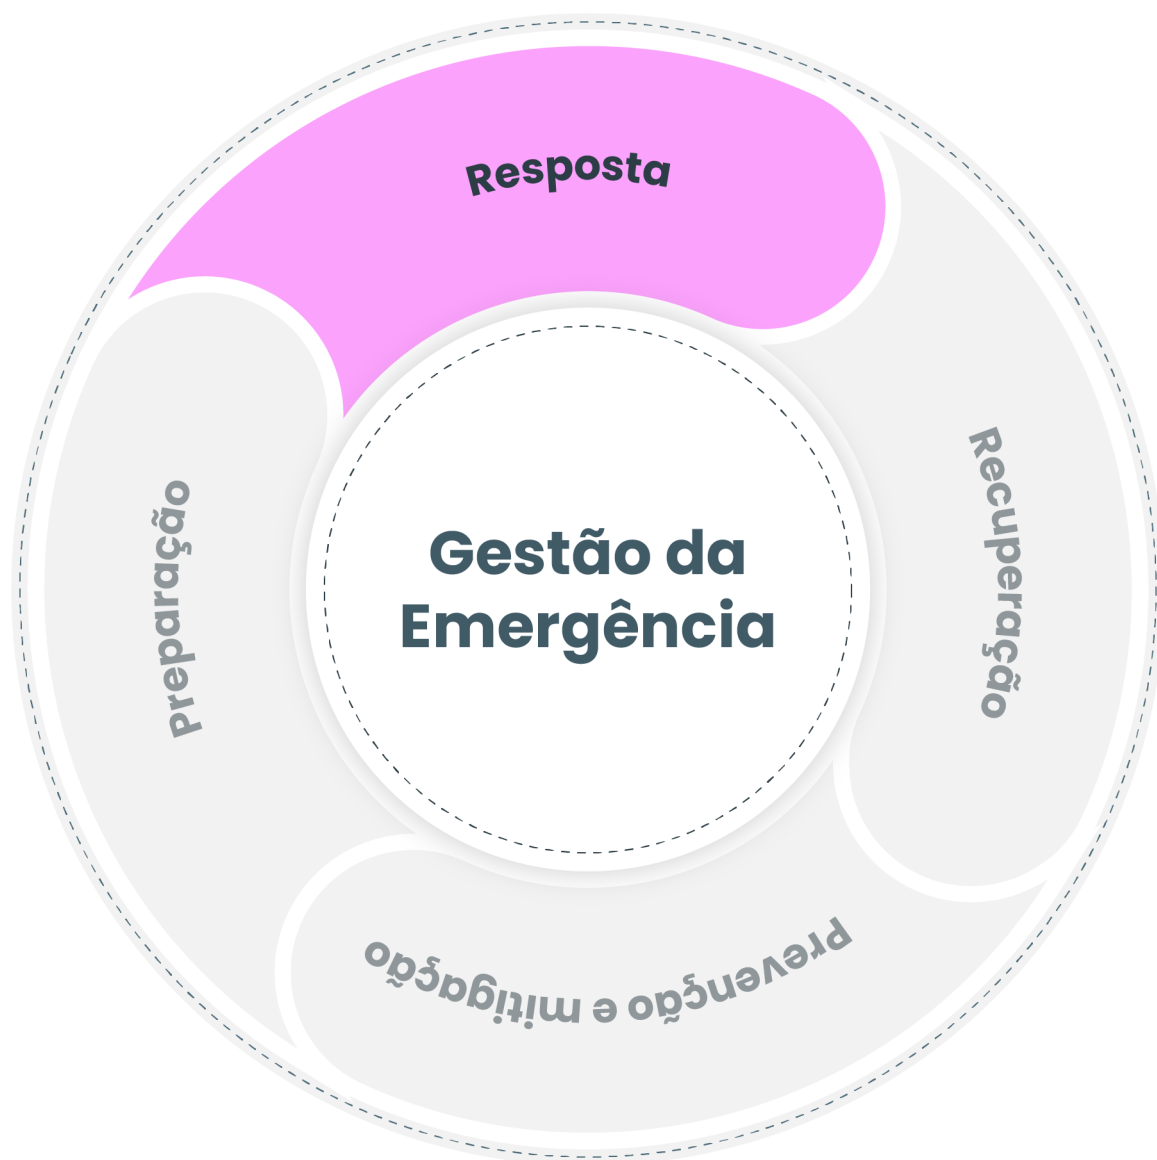 Resposta
Recuperação
Prevenção e mitigação
Preparação
Gestão da
Emergência